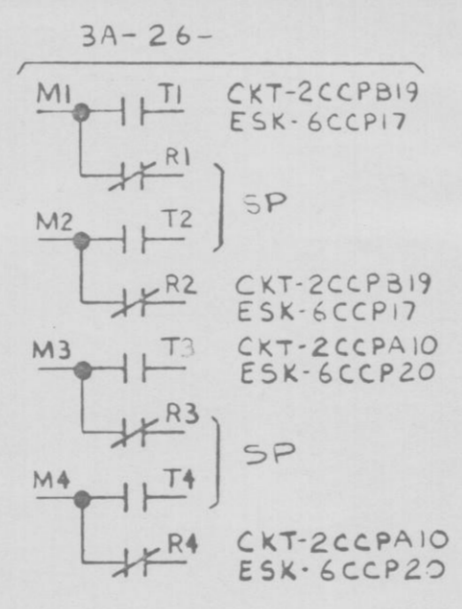 3A-26-
M1 T1 CKT-2CCPB19
ESK-6CCP17
R1
SP
M2 T2
R2 CKT-2CCPB19
ESK-6CCP17
M3 T3 CKT-2CCPA10
ESK-6CCP20
R3
SP
M4 T4
R4 CKT-2CCPA10
ESK-6CCP20